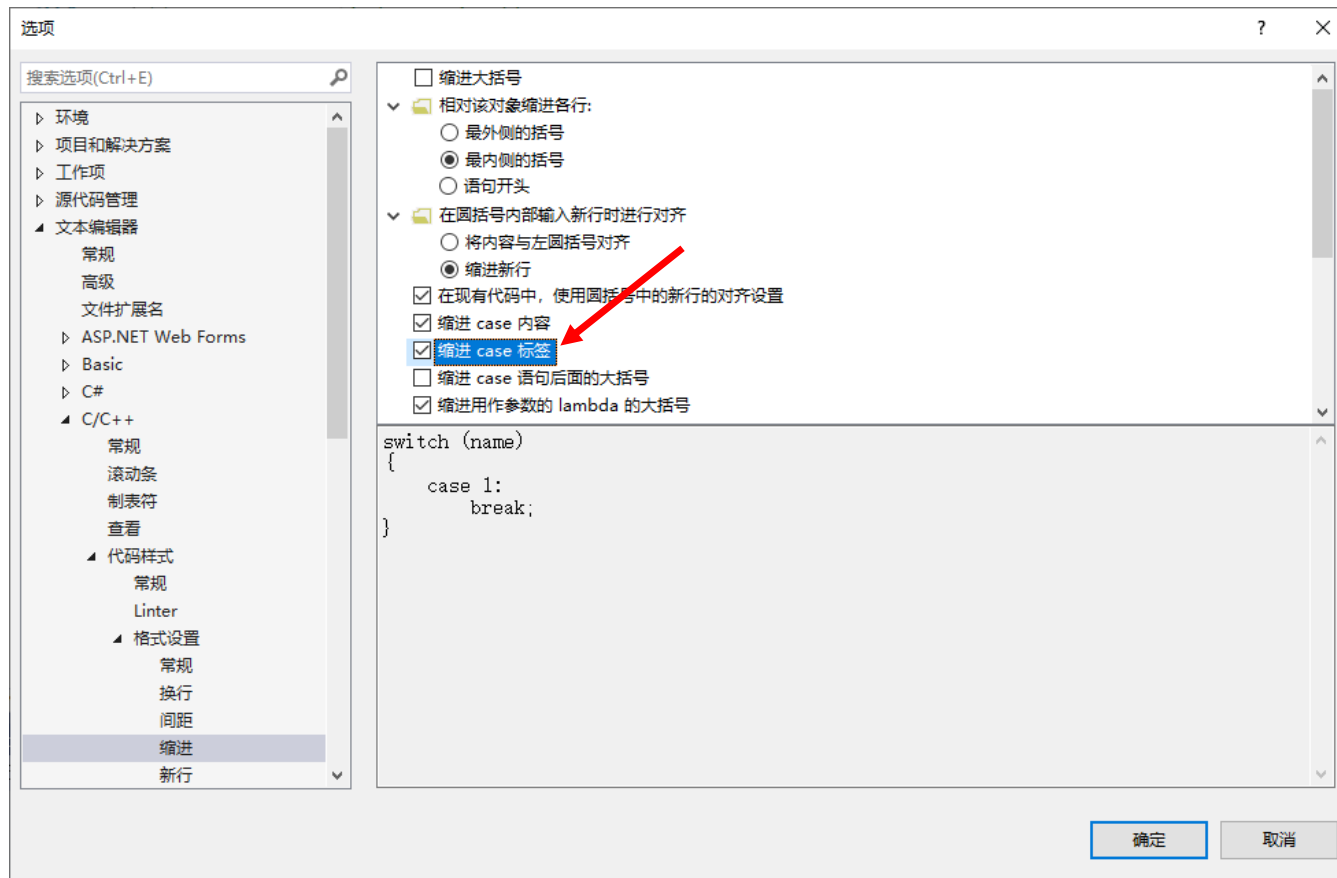 选项
?
搜索选项(Ctrl+E)
环境
项目和解决方案
工作项
源代码管理
文本编辑器
常规
高级
文件扩展名
ASP.NET Web Forms
Basic
C#
C/C++
常规
滚动条
制表符
查看
代码样式
常规
Linter
格式设置
常规
换行
间距
缩进
新行
缩进大括号
相对该对象缩进各行:
最外侧的括号
最内侧的括号
语句开头
在圆括号内部输入新行时进行对齐
将内容与左圆括号对齐
缩进新行
在现有代码中，使用圆括号中的新行的对齐设置
缩进 case 内容
缩进 case 标签
缩进 case 语句后面的大括号
缩进用作参数的 lambda 的大括号
switch (name)
{
    case 1:
        break;
}
确定
取消